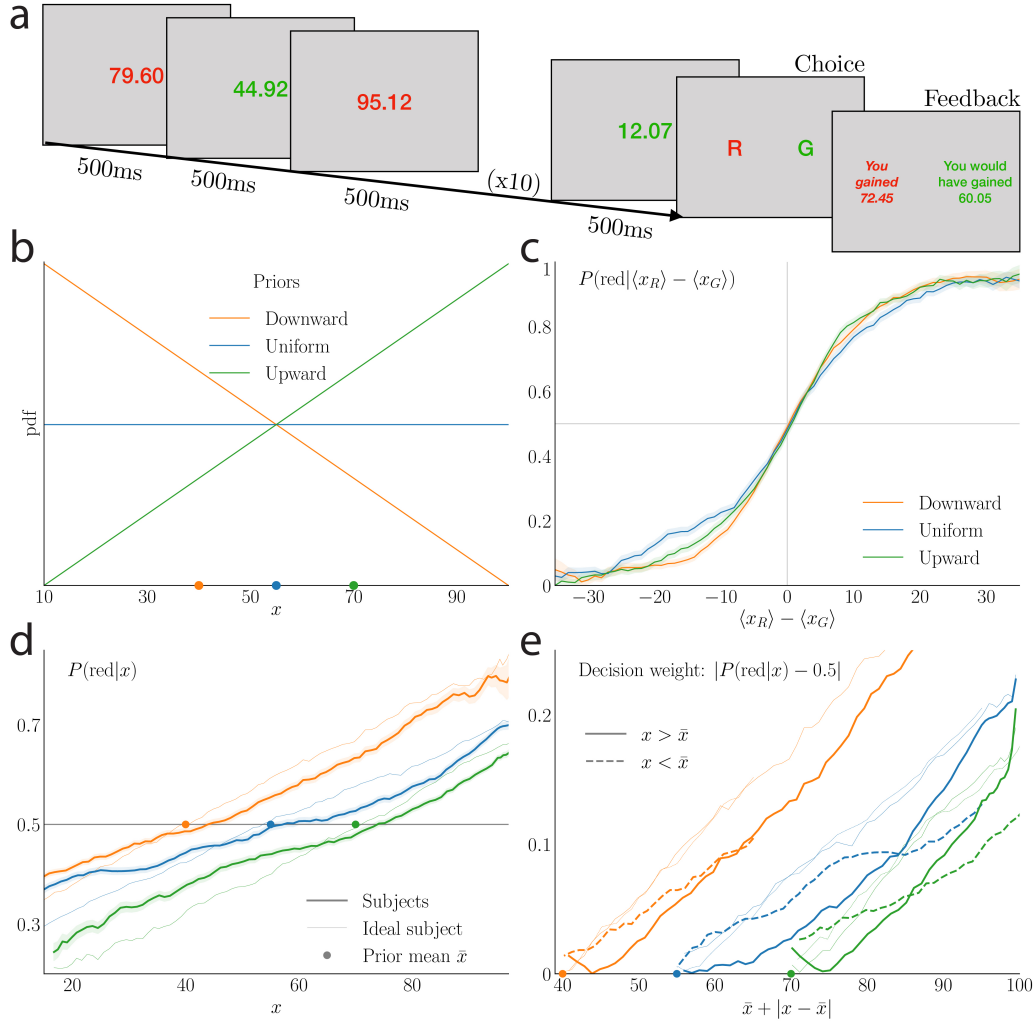 a
79.60
44.92
95.12
12.07
Choice
R G
Feedback
You gained 72.45
You would have gained 60.05
500ms
500ms
500ms
(x10)
500ms
b
Priors
Downward
Uniform
Upward
pdf
10 30 50 70 90
x
c
P(red|⟨x_R⟩ − ⟨x_G⟩)
1
0.8
0.6
0.4
0.2
0
Downward
Uniform
Upward
−30 −20 −10 0 10 20 30
⟨x_R⟩ − ⟨x_G⟩
d
P(red|x)
0.7
0.5
0.3
Subjects
Ideal subject
Prior mean x̄
20 40 60 80
x
e
Decision weight: |P(red|x) − 0.5|
x > x̄
x < x̄
0.2
0.1
0
40 50 60 70 80 90 100
x̄ + |x − x̄|